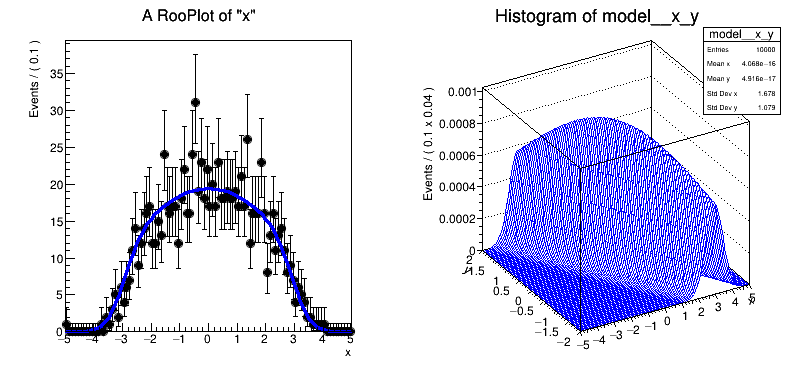 A RooPlot of "x"
Events / ( 0.1 )
35
30
25
20
15
10
5
0
−5 −4 −3 −2 −1 0 1 2 3 4 5
x
Histogram of model__x_y
model__x_y
Entries 10000
Mean x 4.068e−16
Mean y 4.916e−17
Std Dev x 1.678
Std Dev y 1.079
Events / ( 0.1 x 0.04 )
0.001
0.0008
0.0006
0.0004
0.0002
0
2
1.5
1
0.5
0
−0.5
−1
−1.5
−2
−5 −4 −3 −2 −1 0 1 2 3 4 5